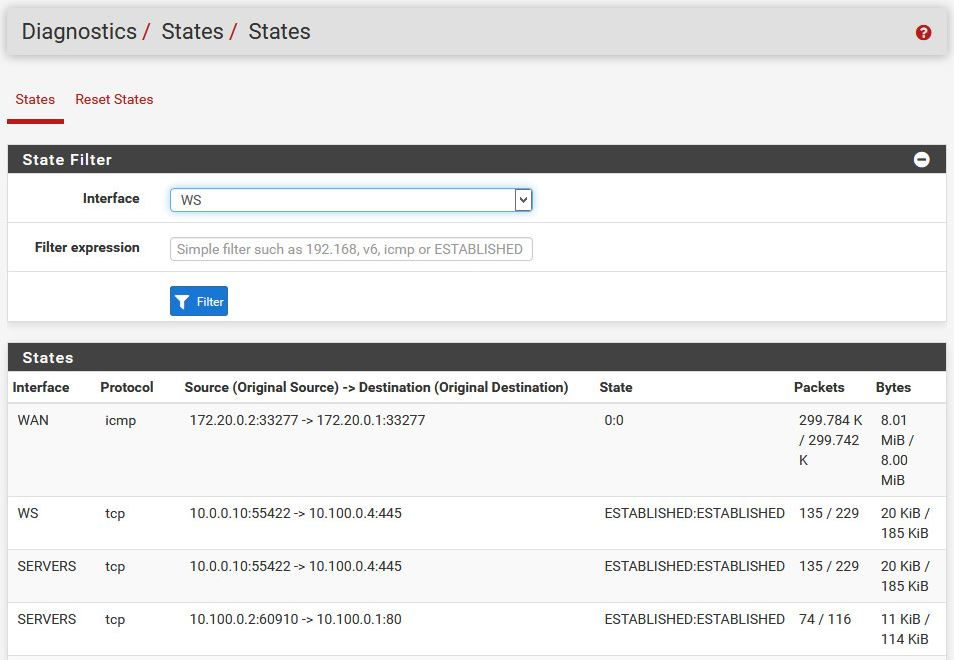 Diagnostics / States / States
?
States Reset States
State Filter
Interface WS
Filter expression Simple filter such as 192.168, v6, icmp or ESTABLISHED
Filter
States
Interface Protocol Source (Original Source) -> Destination (Original Destination) State Packets Bytes
WAN icmp 172.20.0.2:33277 -> 172.20.0.1:33277 0:0 299.784 K 8.01
/ 299.742 MiB /
K 8.00
MiB
WS tcp 10.0.0.10:55422 -> 10.100.0.4:445 ESTABLISHED:ESTABLISHED 135 / 229 20 KiB /
185 KiB
SERVERS tcp 10.0.0.10:55422 -> 10.100.0.4:445 ESTABLISHED:ESTABLISHED 135 / 229 20 KiB /
185 KiB
SERVERS tcp 10.100.0.2:60910 -> 10.100.0.1:80 ESTABLISHED:ESTABLISHED 74 / 116 11 KiB /
114 KiB